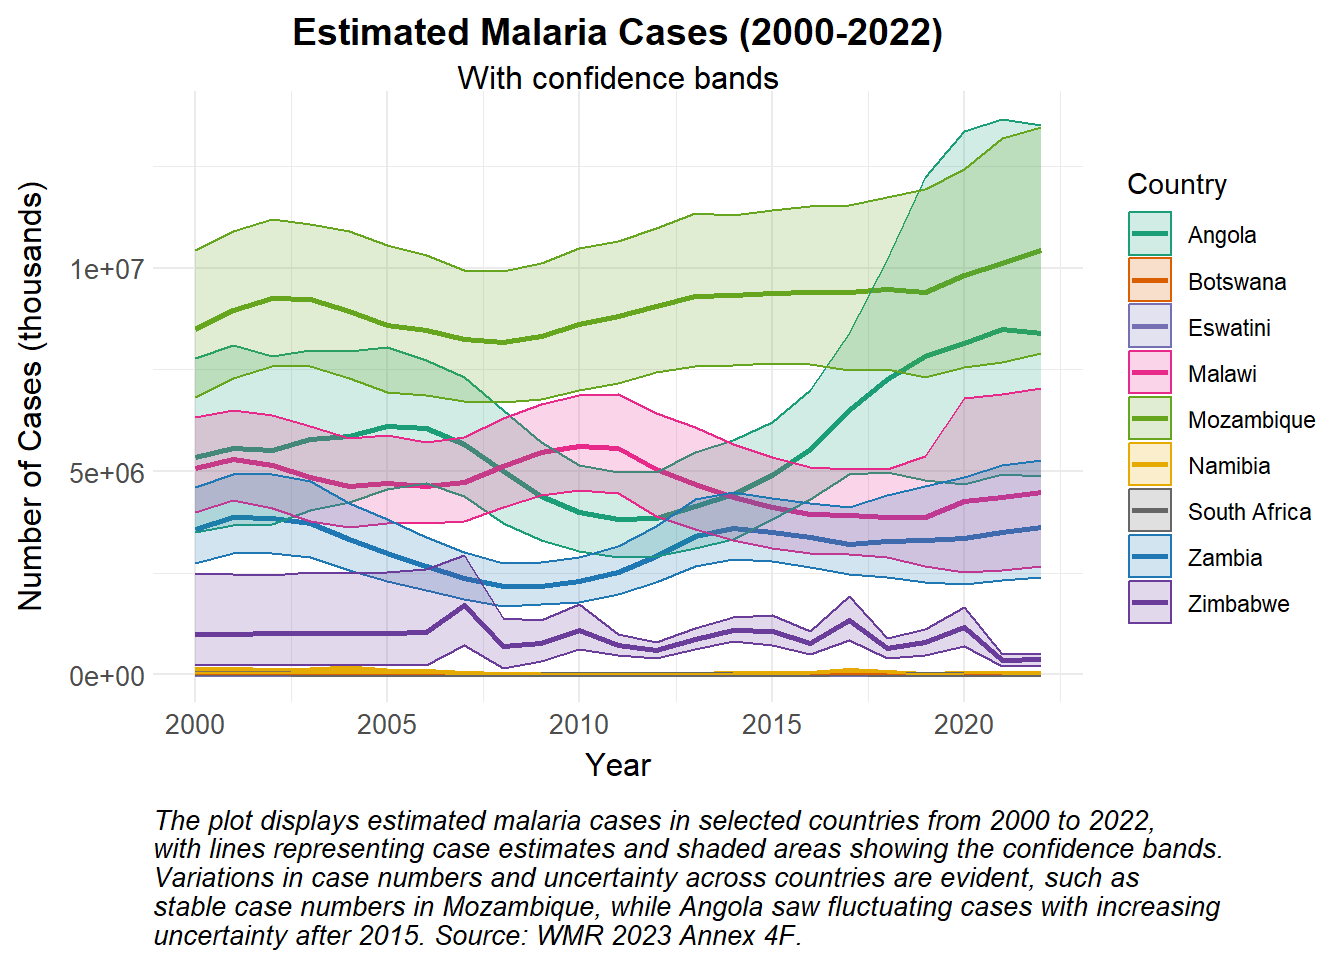 Estimated Malaria Cases (2000-2022)
With confidence bands
Number of Cases (thousands)
1e+07
5e+06
0e+00
2000
2005
2010
2015
2020
Year
Country
Angola
Botswana
Eswatini
Malawi
Mozambique
Namibia
South Africa
Zambia
Zimbabwe
The plot displays estimated malaria cases in selected countries from 2000 to 2022,
with lines representing case estimates and shaded areas showing the confidence bands.
Variations in case numbers and uncertainty across countries are evident, such as
stable case numbers in Mozambique, while Angola saw fluctuating cases with increasing
uncertainty after 2015. Source: WMR 2023 Annex 4F.